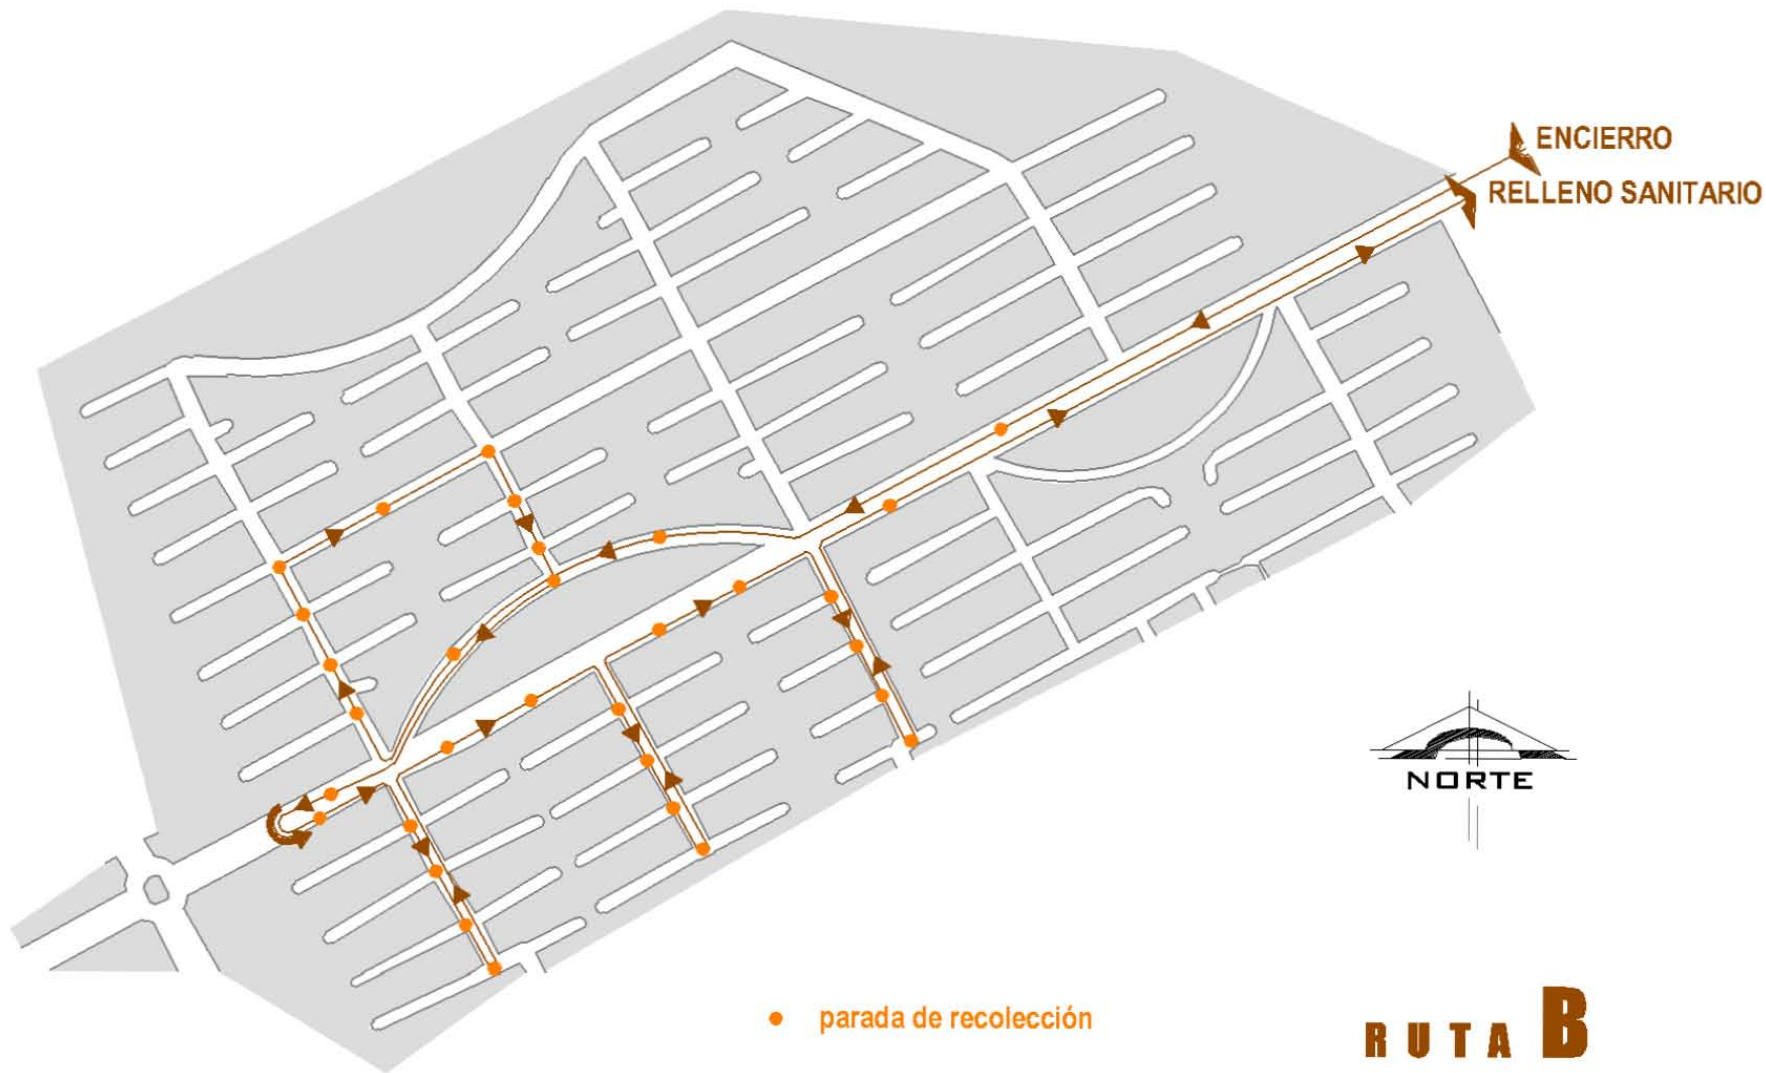 ENCIERRO
RELLENO SANITARIO
NORTE
parada de recolección
RUTA B